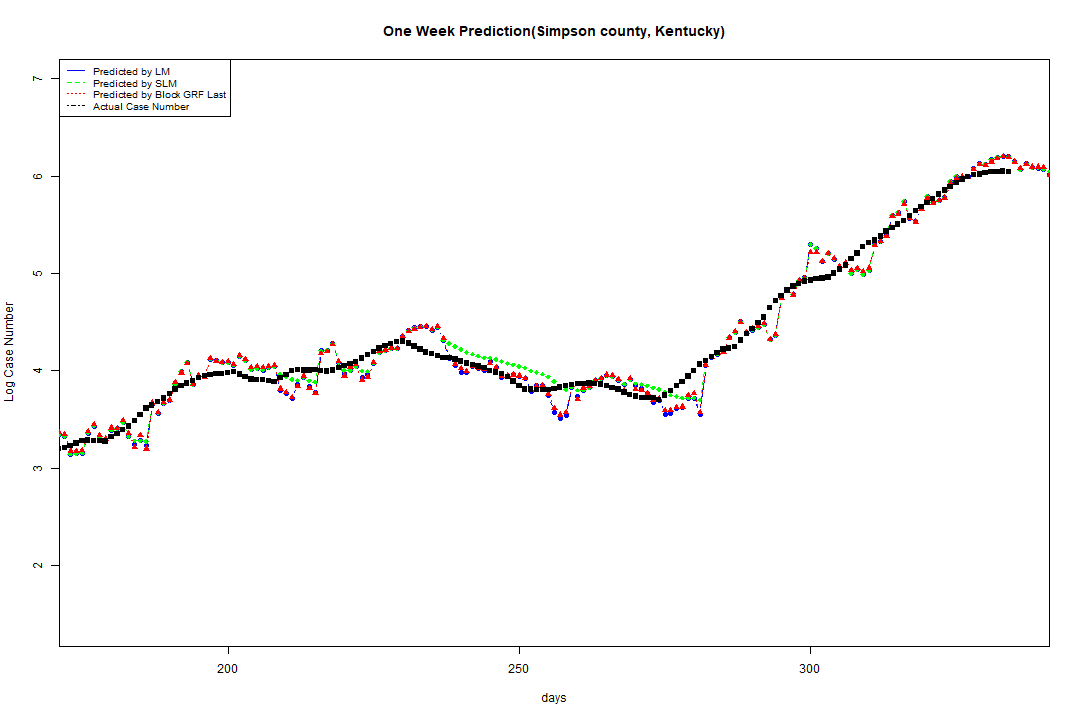 One Week Prediction(Simpson county, Kentucky)
Predicted by LM
Predicted by SLM
Predicted by Block GRF Last
Actual Case Number
7
6
5
4
3
2
Log Case Number
200
250
300
days